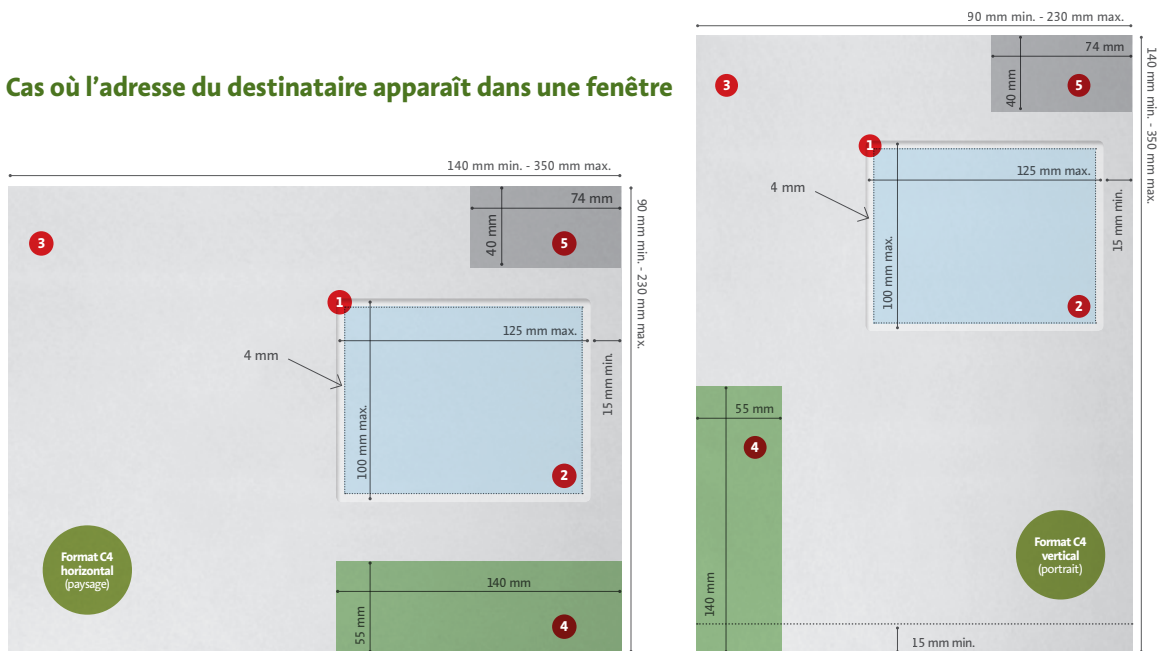 Cas où l’adresse du destinataire apparaît dans une fenêtre
140 mm min. - 350 mm max.
74 mm
40 mm
3
5
90 mm min. - 230 mm max.
1
125 mm max.
4 mm
15 mm min.
100 mm max.
2
Format C4
horizontal
(paysage)
140 mm
55 mm
4
90 mm min. - 230 mm max.
74 mm
40 mm
3
5
140 mm min. - 350 mm max.
1
125 mm max.
4 mm
15 mm min.
100 mm max.
2
55 mm
4
Format C4
vertical
(portrait)
140 mm
15 mm min.